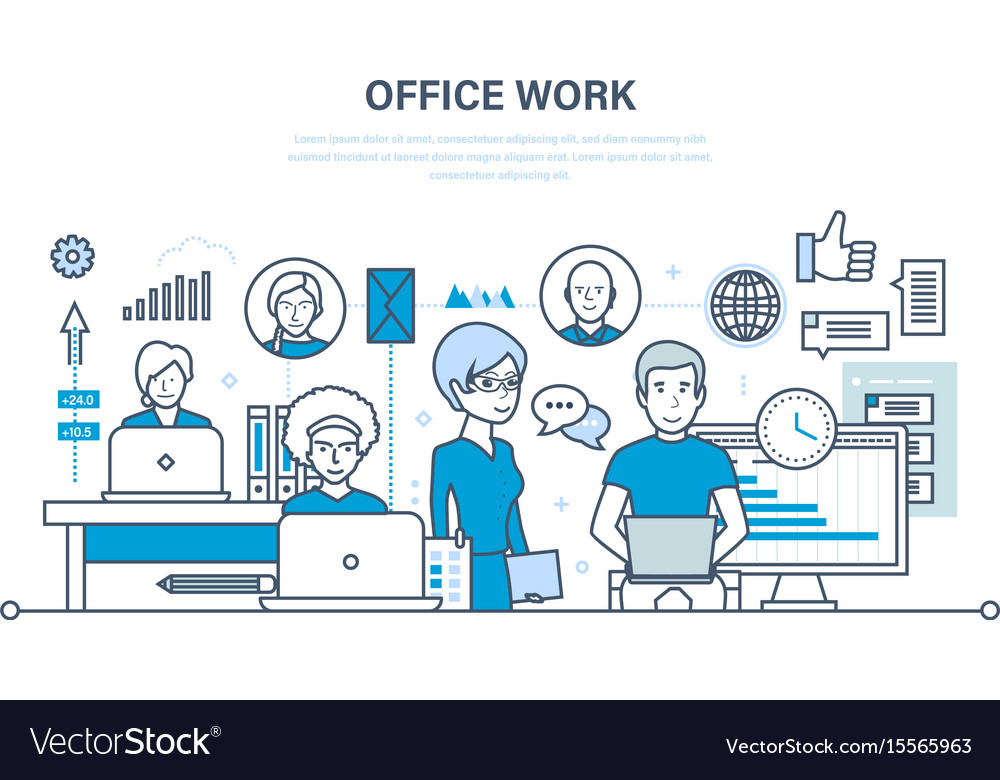 OFFICE WORK
Lorem ipsum dolor sit amet, consectetuer adipiscing elit, sed diam nonummy nibh
euismod tincidunt ut laoreet dolore magna aliquam erat. Lorem ipsum dolor sit amet,
consectetuer adipiscing elit.
+24.0
+10.5
VectorStock®
VectorStock.com/15565963